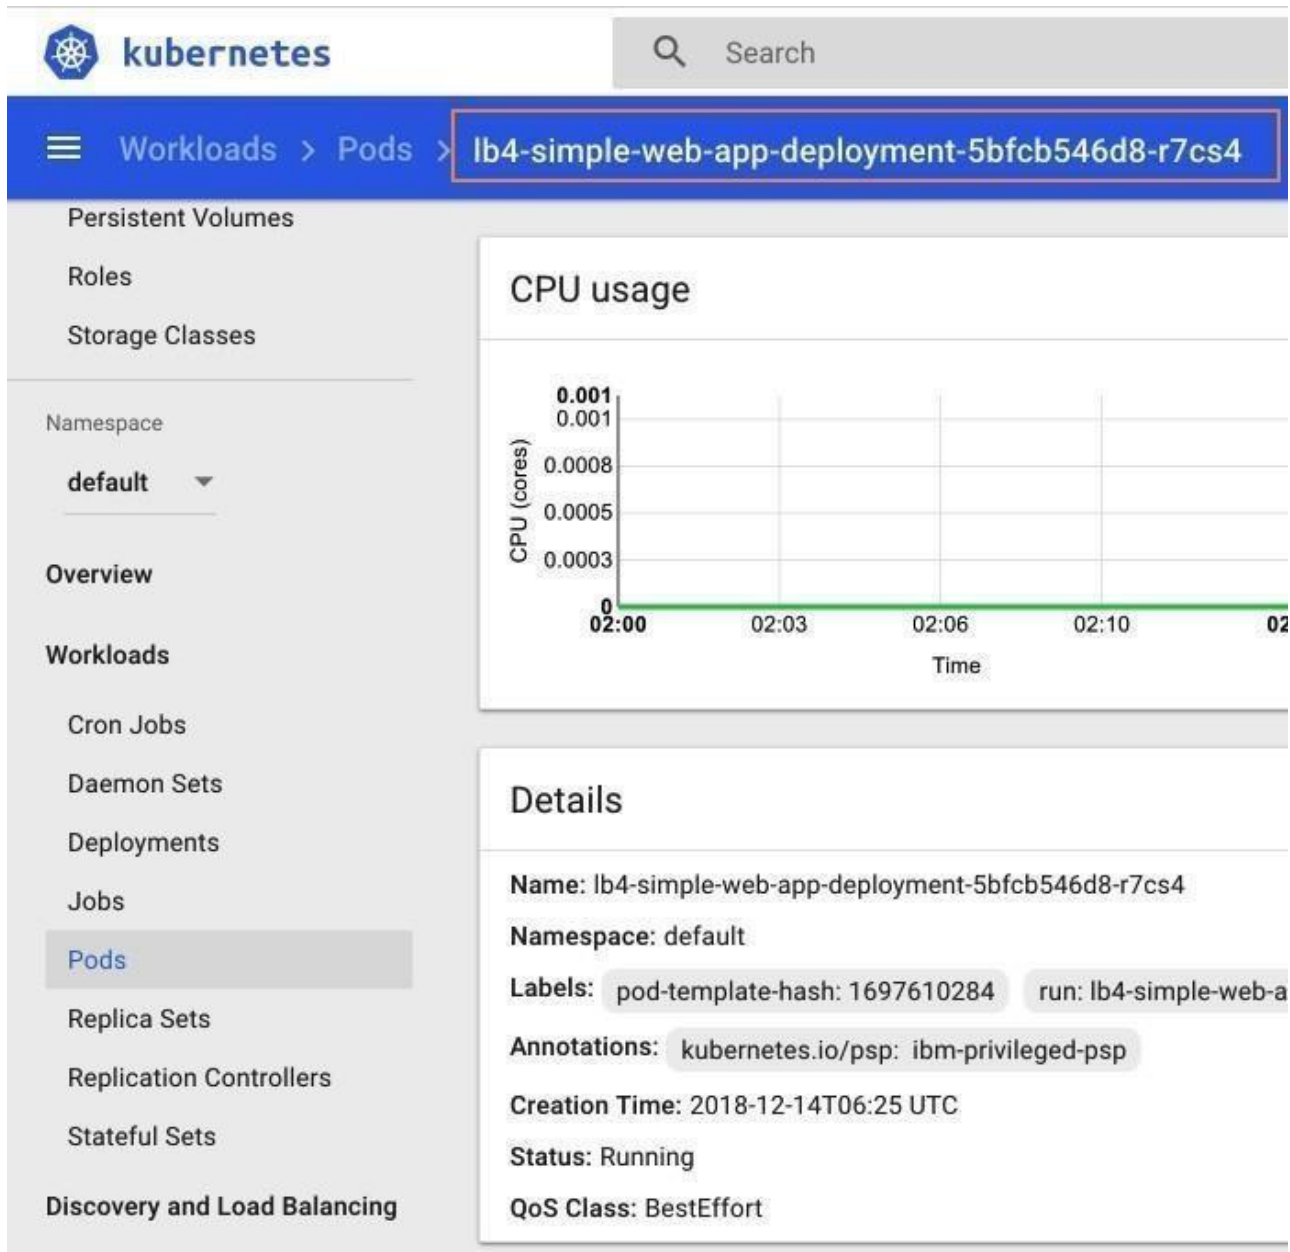 kubernetes
Search
Workloads > Pods > lb4-simple-web-app-deployment-5bfcb546d8-r7cs4
Persistent Volumes
Roles
Storage Classes
Namespace
default
Overview
Workloads
Cron Jobs
Daemon Sets
Deployments
Jobs
Pods
Replica Sets
Replication Controllers
Stateful Sets
Discovery and Load Balancing
CPU usage
CPU (cores)
0.001
0.001
0.0008
0.0005
0.0003
0
02:00 02:03 02:06 02:10 02
Time
Details
Name: lb4-simple-web-app-deployment-5bfcb546d8-r7cs4
Namespace: default
Labels: pod-template-hash: 1697610284 run: lb4-simple-web-a
Annotations: kubernetes.io/psp: ibm-privileged-psp
Creation Time: 2018-12-14T06:25 UTC
Status: Running
QoS Class: BestEffort